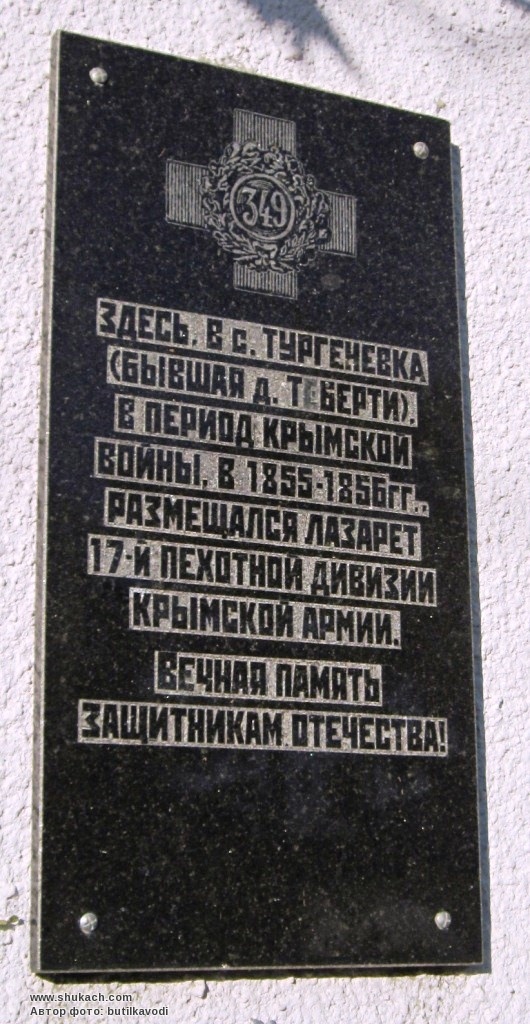 349
ЗДЕСЬ, В с. ТУРГЕНЕВКА
(БЫВШАЯ д. ТЕБЕРТИ),
В ПЕРИОД КРЫМСКОЙ
ВОЙНЫ, В 1855-1856гг.,
РАЗМЕЩАЛСЯ ЛАЗАРЕТ
17-Й ПЕХОТНОЙ ДИВИЗИИ
КРЫМСКОЙ АРМИИ.
ВЕЧНАЯ ПАМЯТЬ
ЗАЩИТНИКАМ ОТЕЧЕСТВА!
www.shukach.com
Автор фото: butilkavodi